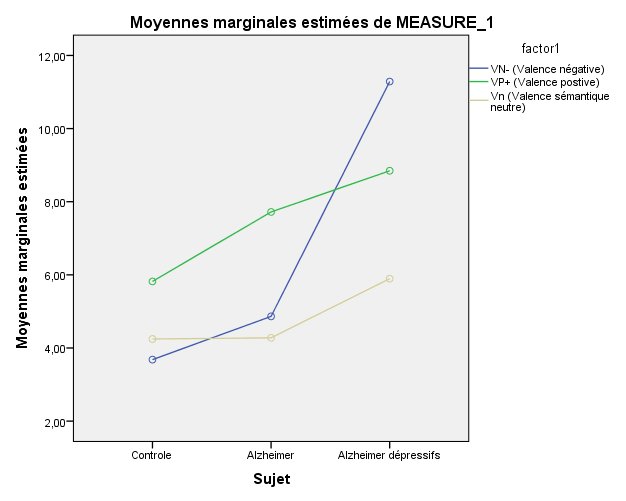 Moyennes marginales estimées de MEASURE_1
factor1
VN- (Valence négative)
VP+ (Valence postive)
Vn (Valence sémantique
neutre)
Moyennes marginales estimées
12,00
10,00
8,00
6,00
4,00
2,00
Controle
Alzheimer
Alzheimer dépressifs
Sujet